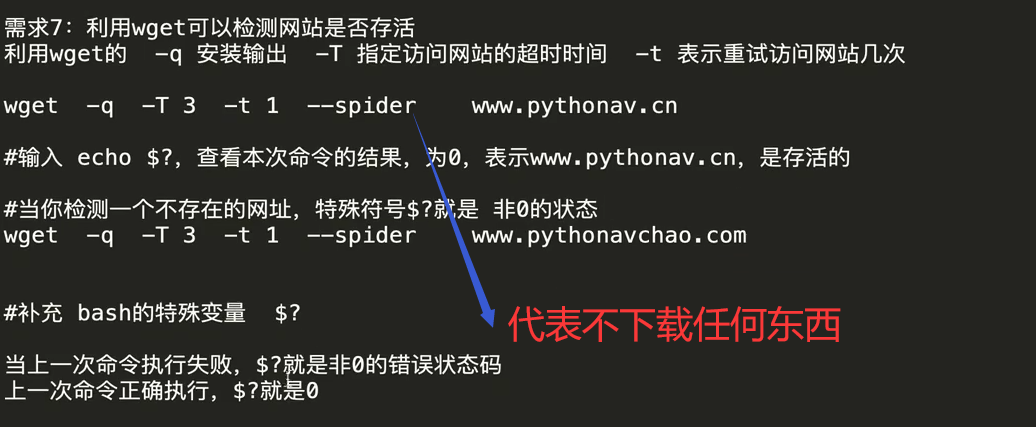 需求7：利用wget可以检测网站是否存活
利用wget的  -q 安装输出  -T 指定访问网站的超时时间  -t 表示重试访问网站几次
wget  -q  -T 3  -t 1  --spider    www.pythonav.cn
#输入 echo $?，查看本次命令的结果，为0，表示www.pythonav.cn，是存活的
#当你检测一个不存在的网址，特殊符号$?就是 非0的状态
wget  -q  -T 3  -t 1  --spider    www.pythonavchao.com
#补充 bash的特殊变量  $?
代表不下载任何东西
当上一次命令执行失败，$?就是非0的错误状态码
上一次命令正确执行，$?就是0